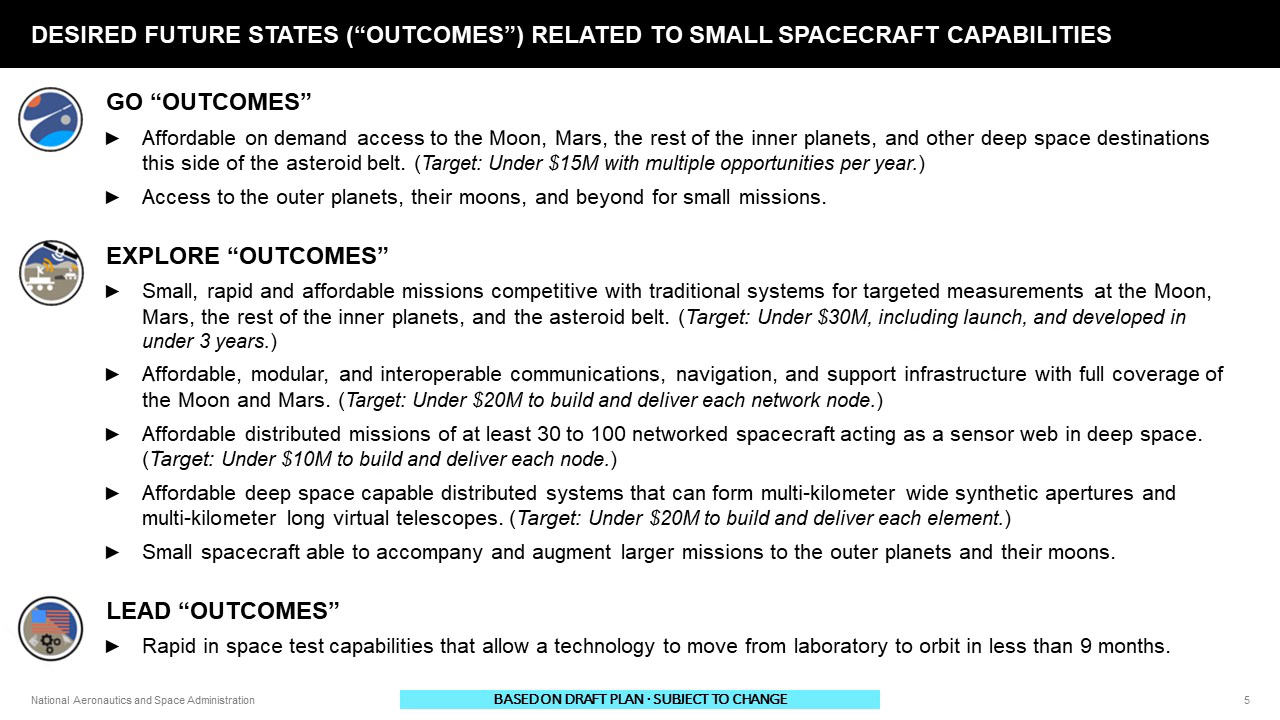 DESIRED FUTURE STATES (“OUTCOMES”) RELATED TO SMALL SPACECRAFT CAPABILITIES
GO “OUTCOMES”
► Affordable on demand access to the Moon, Mars, the rest of the inner planets, and other deep space destinations
this side of the asteroid belt. (Target: Under $15M with multiple opportunities per year.)
► Access to the outer planets, their moons, and beyond for small missions.
EXPLORE “OUTCOMES”
► Small, rapid and affordable missions competitive with traditional systems for targeted measurements at the Moon,
Mars, the rest of the inner planets, and the asteroid belt. (Target: Under $30M, including launch, and developed in
under 3 years.)
► Affordable, modular, and interoperable communications, navigation, and support infrastructure with full coverage of
the Moon and Mars. (Target: Under $20M to build and deliver each network node.)
► Affordable distributed missions of at least 30 to 100 networked spacecraft acting as a sensor web in deep space.
(Target: Under $10M to build and deliver each node.)
► Affordable deep space capable distributed systems that can form multi-kilometer wide synthetic apertures and
multi-kilometer long virtual telescopes. (Target: Under $20M to build and deliver each element.)
► Small spacecraft able to accompany and augment larger missions to the outer planets and their moons.
LEAD “OUTCOMES”
► Rapid in space test capabilities that allow a technology to move from laboratory to orbit in less than 9 months.
National Aeronautics and Space Administration
BASED ON DRAFT PLAN · SUBJECT TO CHANGE
5